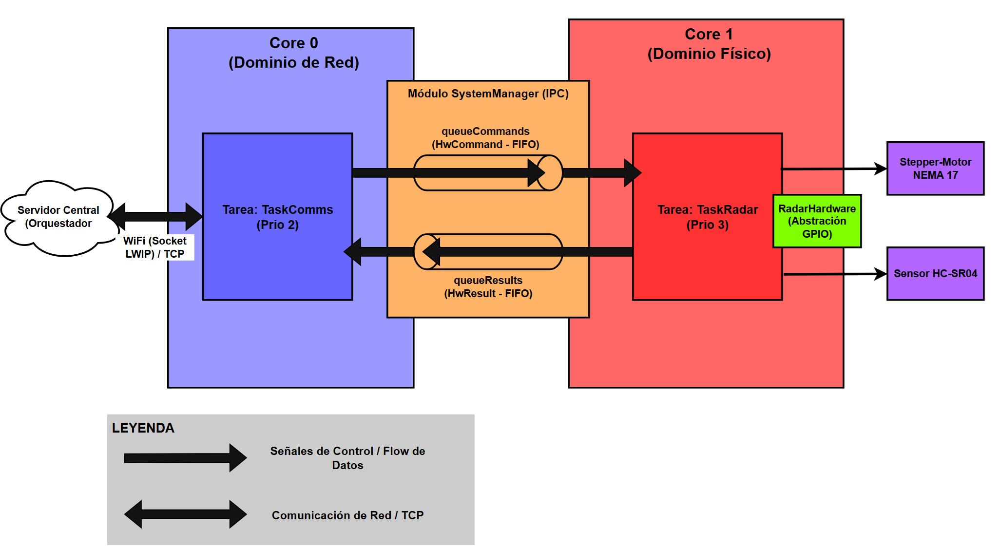 Core 0
(Dominio de Red)
Core 1
(Dominio Físico)
Módulo SystemManager (IPC)
queueCommands
(HwCommand - FIFO)
Servidor Central
(Orquestador
WiFi (Socket
LWIP) / TCP
Tarea: TaskComms
(Prio 2)
queueResults
(HwResult - FIFO)
Tarea: TaskRadar
(Prio 3)
Stepper-Motor
NEMA 17
RadarHardware
(Abstración
GPIO)
Sensor HC-SR04
LEYENDA
Señales de Control / Flow de
Datos
Comunicación de Red / TCP